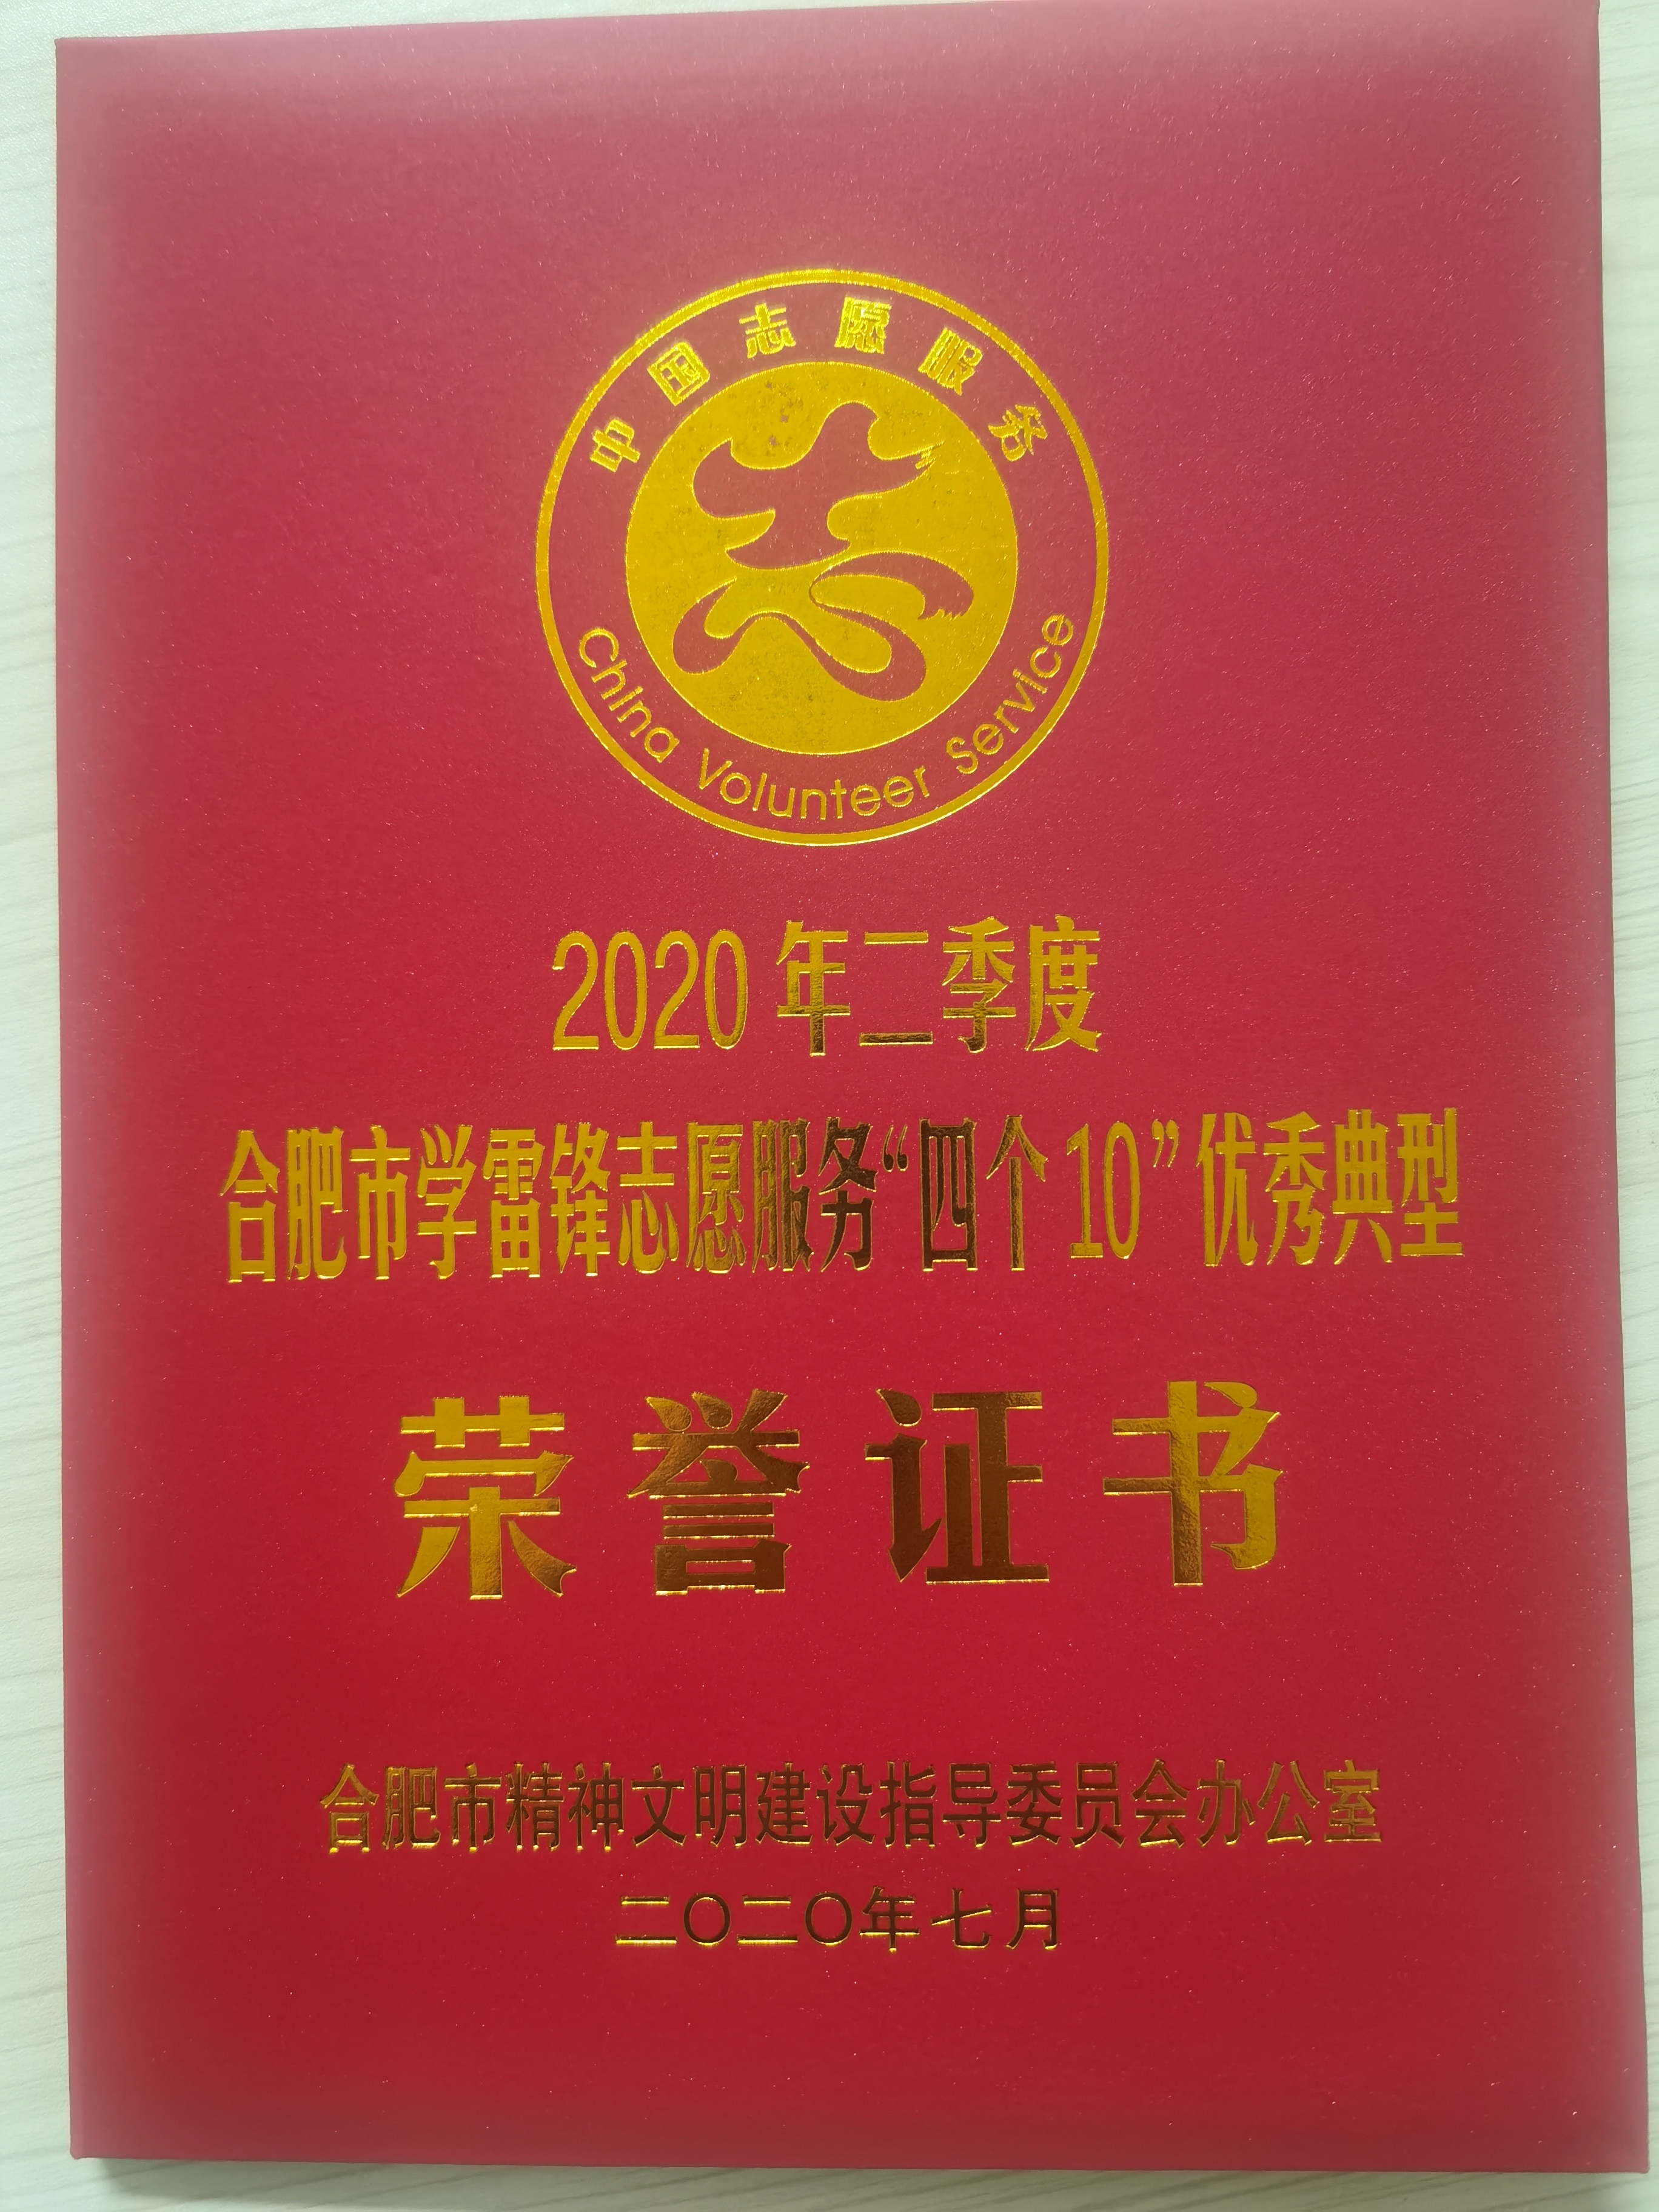 中国志愿服务
China Volunteer Service
2020年二季度
合肥市学雷锋志愿服务“四个10”优秀典型
荣誉证书
合肥市精神文明建设指导委员会办公室
二〇二〇年七月